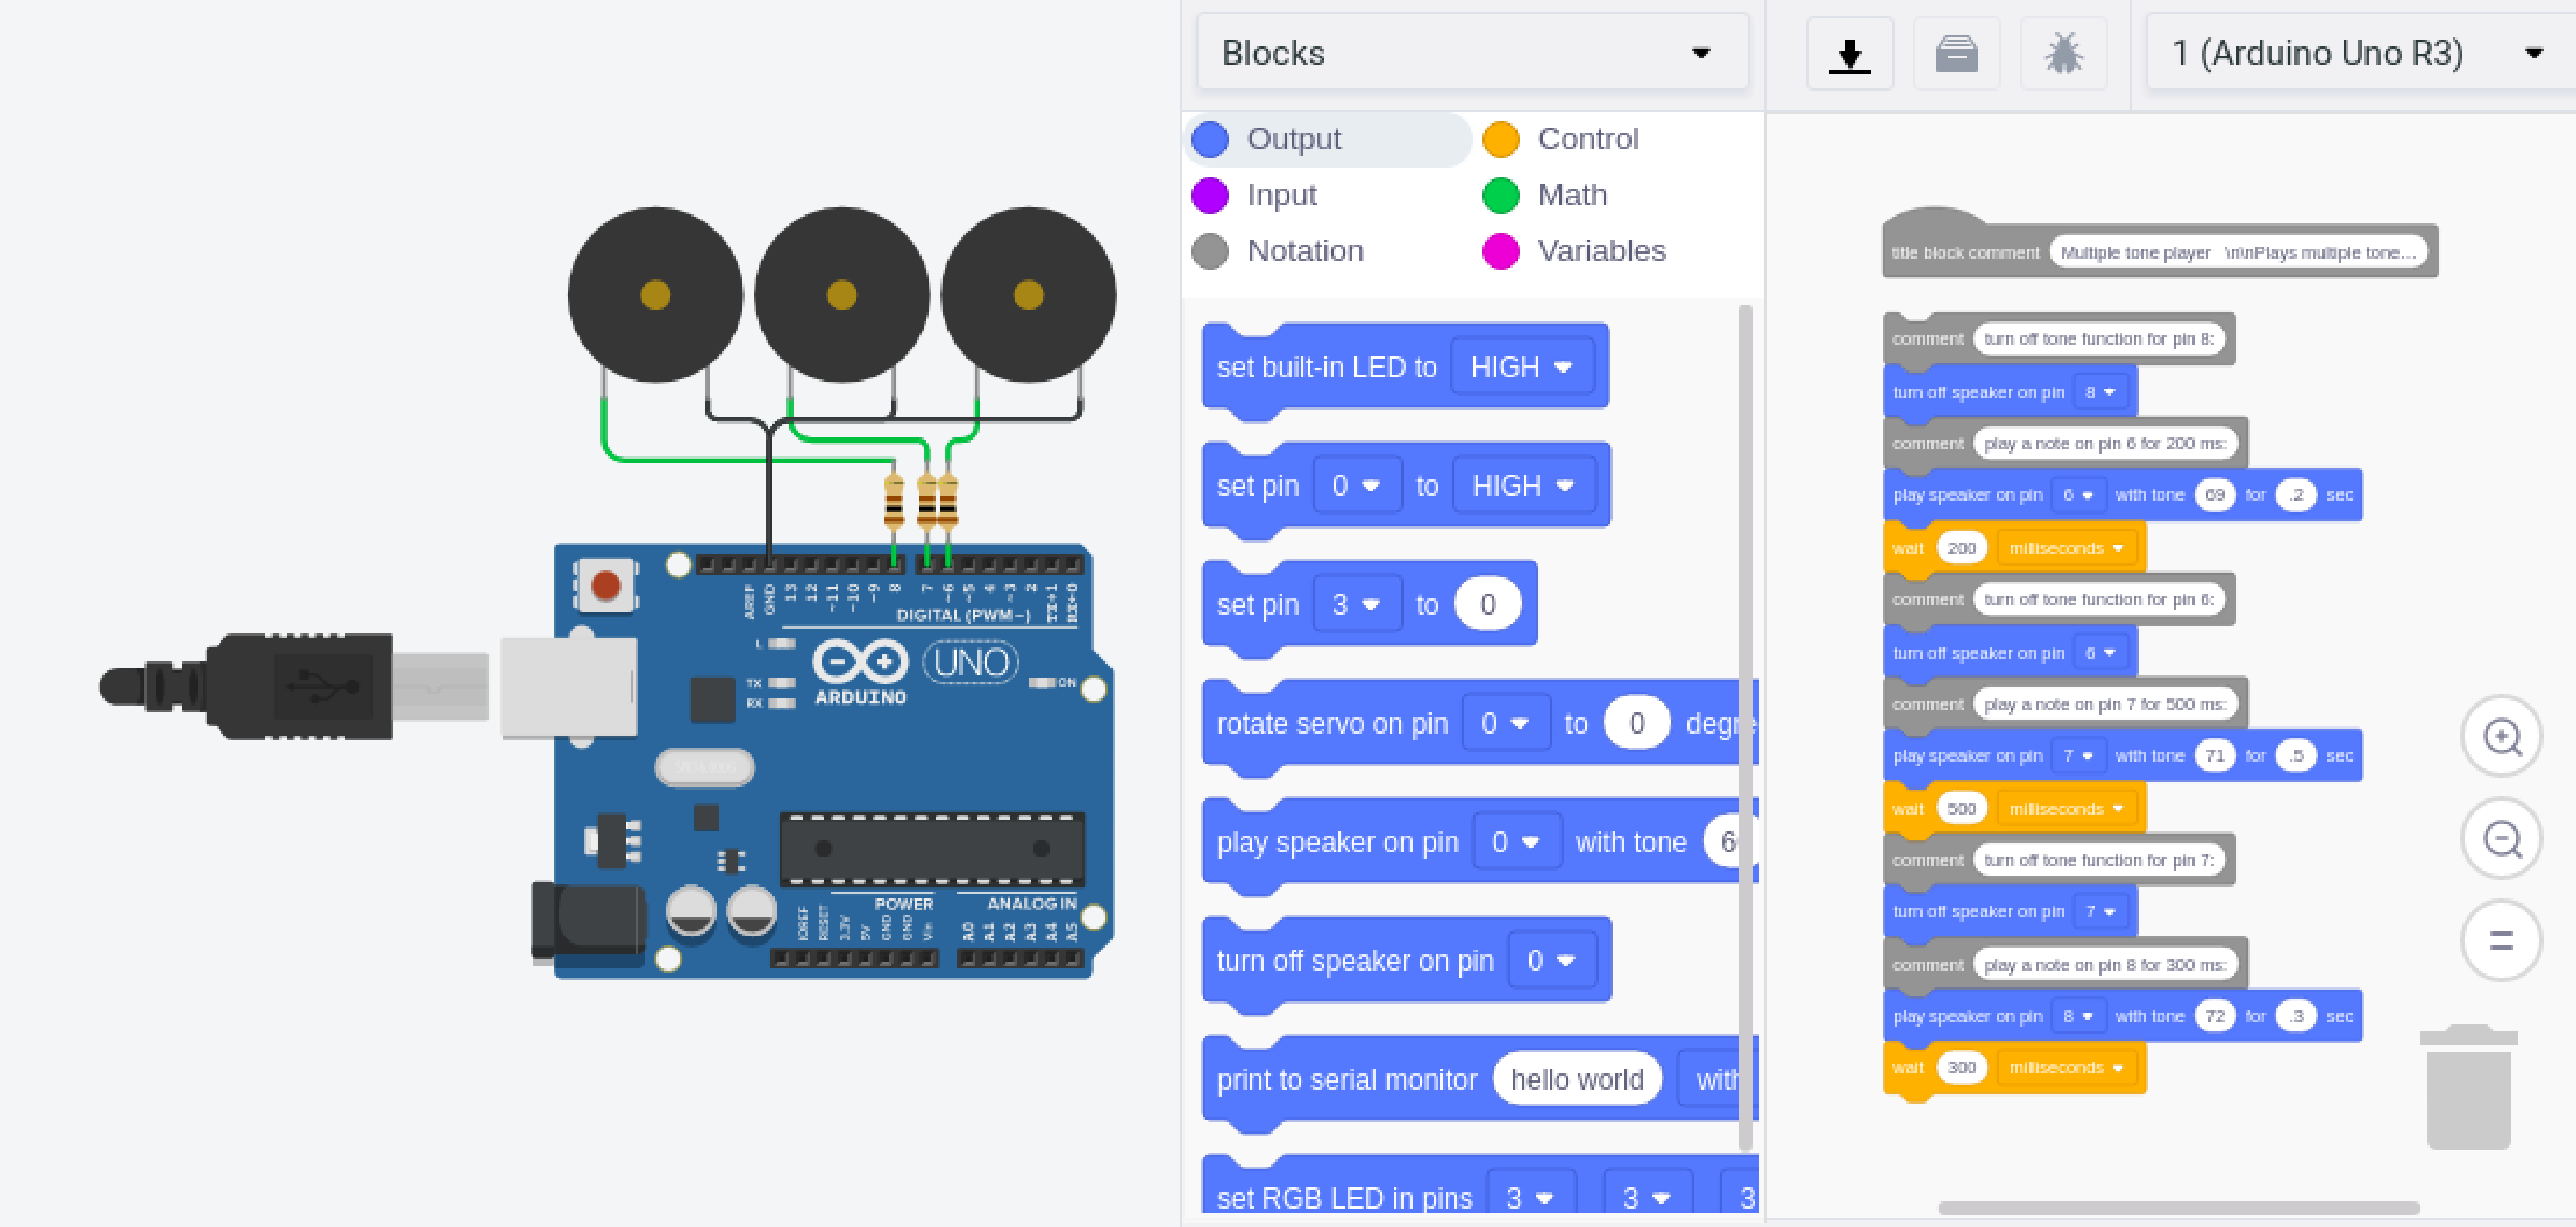 Blocks
1 (Arduino Uno R3)
Output
Control
Input
Math
Notation
Variables
set built-in LED to HIGH
set pin 0 to HIGH
set pin 3 to 0
rotate servo on pin 0 to 0 degre
play speaker on pin 0 with tone 6
turn off speaker on pin 0
print to serial monitor hello world with
set RGB LED in pins 3 3 3
title block comment Multiple tone player \n\nPlays multiple tone...
comment turn off tone function for pin 8:
turn off speaker on pin 8
comment play a note on pin 6 for 200 ms:
play speaker on pin 6 with tone 69 for .2 sec
wait 200 milliseconds
comment turn off tone function for pin 6:
turn off speaker on pin 6
comment play a note on pin 7 for 500 ms:
play speaker on pin 7 with tone 71 for .5 sec
wait 500 milliseconds
comment turn off tone function for pin 7:
turn off speaker on pin 7
comment play a note on pin 8 for 300 ms:
play speaker on pin 8 with tone 72 for .3 sec
wait 300 milliseconds
AREF GND 13 12 ~11 ~10 ~9 8 7 ~6 ~5 4 ~3 2 TX→1 RX←0
DIGITAL (PWM~)
L
TX
RX
ARDUINO
UNO
ON
POWER
ANALOG IN
IOREF RESET 3.3V 5V GND GND Vin A0 A1 A2 A3 A4 A5